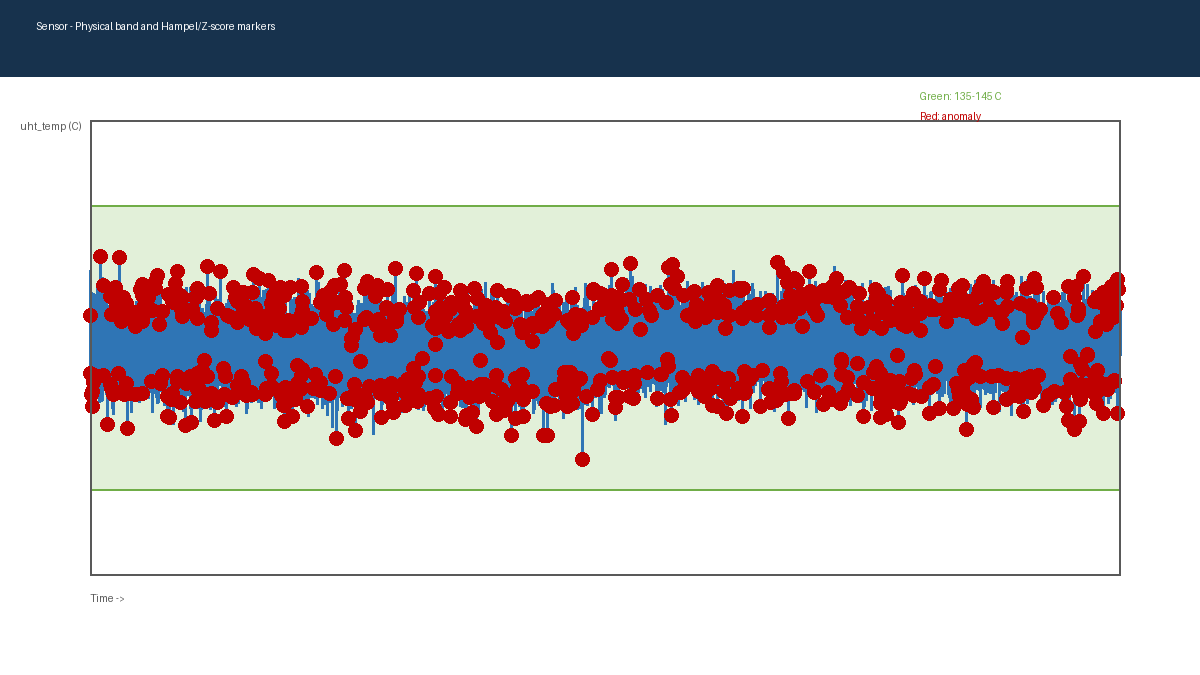 Sensor - Physical band and Hampel/Z-score markers
Green: 135-145 C
Red: anomaly
uht_temp (C)
Time ->